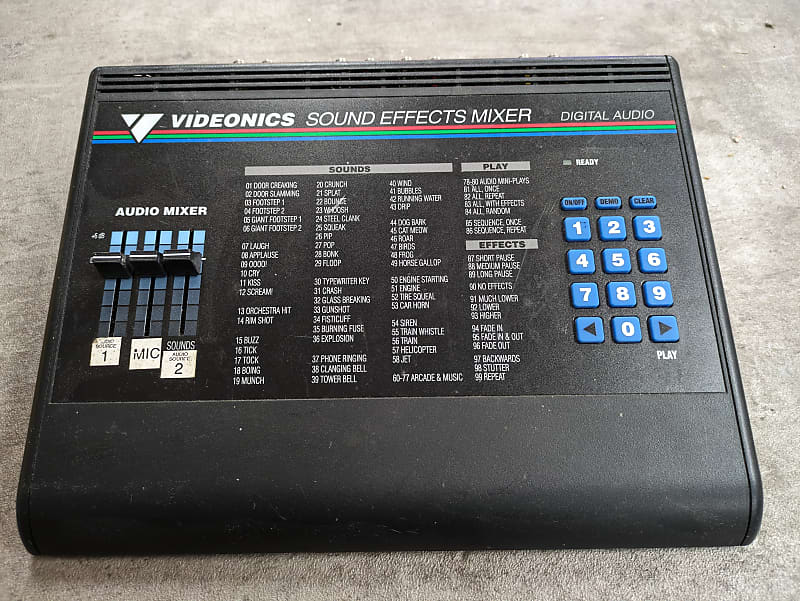 VIDEONICS SOUND EFFECTS MIXER DIGITAL AUDIO
SOUNDS
01 DOOR CREAKING
02 DOOR SLAMMING
03 FOOTSTEP 1
04 FOOTSTEP 2
05 GIANT FOOTSTEP 1
06 GIANT FOOTSTEP 2
07 LAUGH
08 APPLAUSE
09 OOOO!
10 CRY
11 KISS
12 SCREAM!
13 ORCHESTRA HIT
14 RIM SHOT
15 BUZZ
16 TICK
17 TOCK
18 BOING
19 MUNCH
20 CRUNCH
21 SPLAT
22 BOUNCE
23 WHOOSH
24 STEEL CLANK
25 SQUEAK
26 PIP
27 POP
28 BONK
29 FLOOP
30 TYPEWRITER KEY
31 CRASH
32 GLASS BREAKING
33 GUNSHOT
34 FISTICUFF
35 BURNING FUSE
36 EXPLOSION
37 PHONE RINGING
38 CLANGING BELL
39 TOWER BELL
40 WIND
41 BUBBLES
42 RUNNING WATER
43 DRIP
44 DOG BARK
45 CAT MEOW
46 ROAR
47 BIRDS
48 FROG
49 HORSE GALLOP
50 ENGINE STARTING
51 ENGINE
52 TIRE SQUEAL
53 CAR HORN
54 SIREN
55 TRAIN WHISTLE
56 TRAIN
57 HELICOPTER
58 JET
60-77 ARCADE & MUSIC
PLAY
78-80 AUDIO MINI-PLAYS
81 ALL, ONCE
82 ALL, REPEAT
83 ALL, WITH EFFECTS
84 ALL, RANDOM
85 SEQUENCE, ONCE
86 SEQUENCE, REPEAT
EFFECTS
87 SHORT PAUSE
88 MEDIUM PAUSE
89 LONG PAUSE
90 NO EFFECTS
91 MUCH LOWER
92 LOWER
93 HIGHER
94 FADE IN
95 FADE IN & OUT
96 FADE OUT
97 BACKWARDS
98 STUTTER
99 REPEAT
READY
ON/OFF DEMO CLEAR
1 2 3
4 5 6
7 8 9
0
PLAY
AUDIO MIXER
+6 dB
AUDIO SOURCE
1
MIC
SOUNDS
AUDIO SOURCE
2